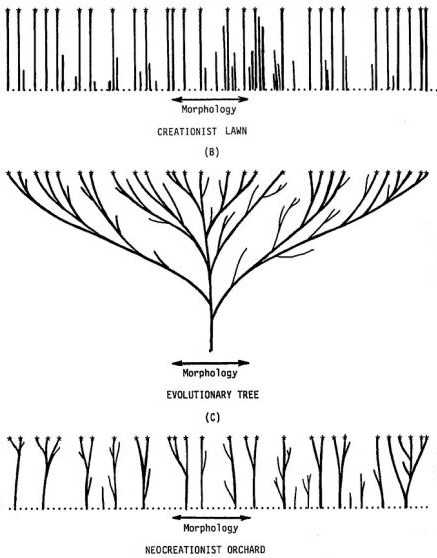 Morphology
CREATIONIST LAWN
(B)
Morphology
EVOLUTIONARY TREE
(C)
Morphology
NEOCREATIONIST ORCHARD